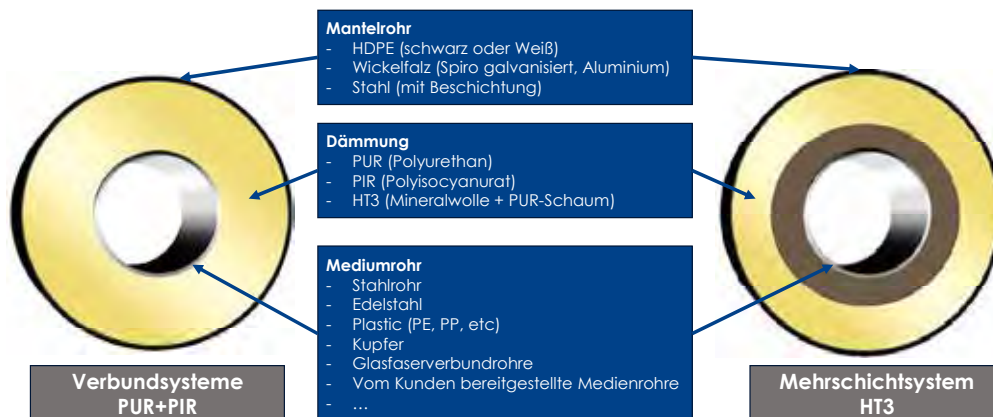 Mantelrohr
- HDPE (schwarz oder Weiß)
- Wickelfalz (Spiro galvanisiert, Aluminium)
- Stahl (mit Beschichtung)
Dämmung
- PUR (Polyurethan)
- PIR (Polyisocyanurat)
- HT3 (Mineralwolle + PUR-Schaum)
Mediumrohr
- Stahlrohr
- Edelstahl
- Plastic (PE, PP, etc)
- Kupfer
- Glasfaserverbundrohre
- Vom Kunden bereitgestellte Medienrohre
- ...
Verbundsysteme
PUR+PIR
Mehrschichtsystem
HT3